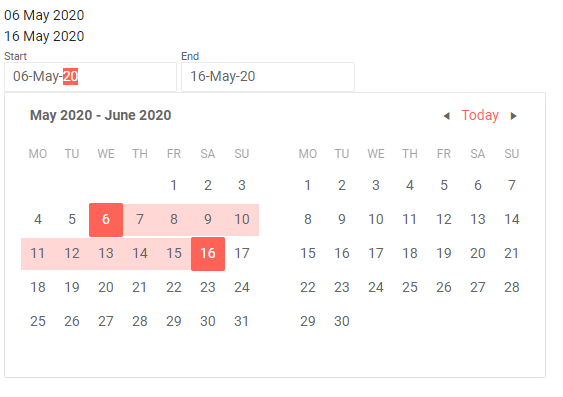 06 May 2020
16 May 2020
Start End
06-May-20 16-May-20
May 2020 - June 2020 Today
MO TU WE TH FR SA SU MO TU WE TH FR SA SU
1 2 3 1 2 3 4 5 6 7
4 5 6 7 8 9 10 8 9 10 11 12 13 14
11 12 13 14 15 16 17 15 16 17 18 19 20 21
18 19 20 21 22 23 24 22 23 24 25 26 27 28
25 26 27 28 29 30 31 29 30